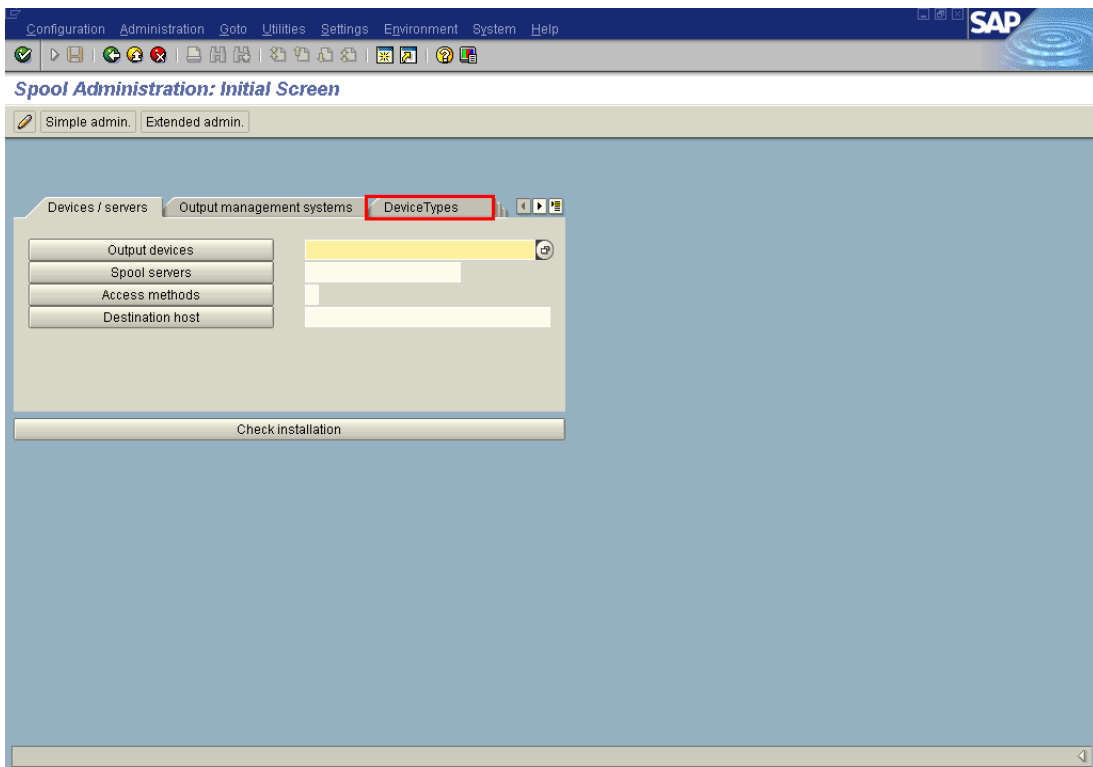 Configuration Administration Goto Utilities Settings Environment System Help
SAP
Spool Administration: Initial Screen
Simple admin. Extended admin.
Devices / servers Output management systems DeviceTypes
Output devices
Spool servers
Access methods
Destination host
Check installation